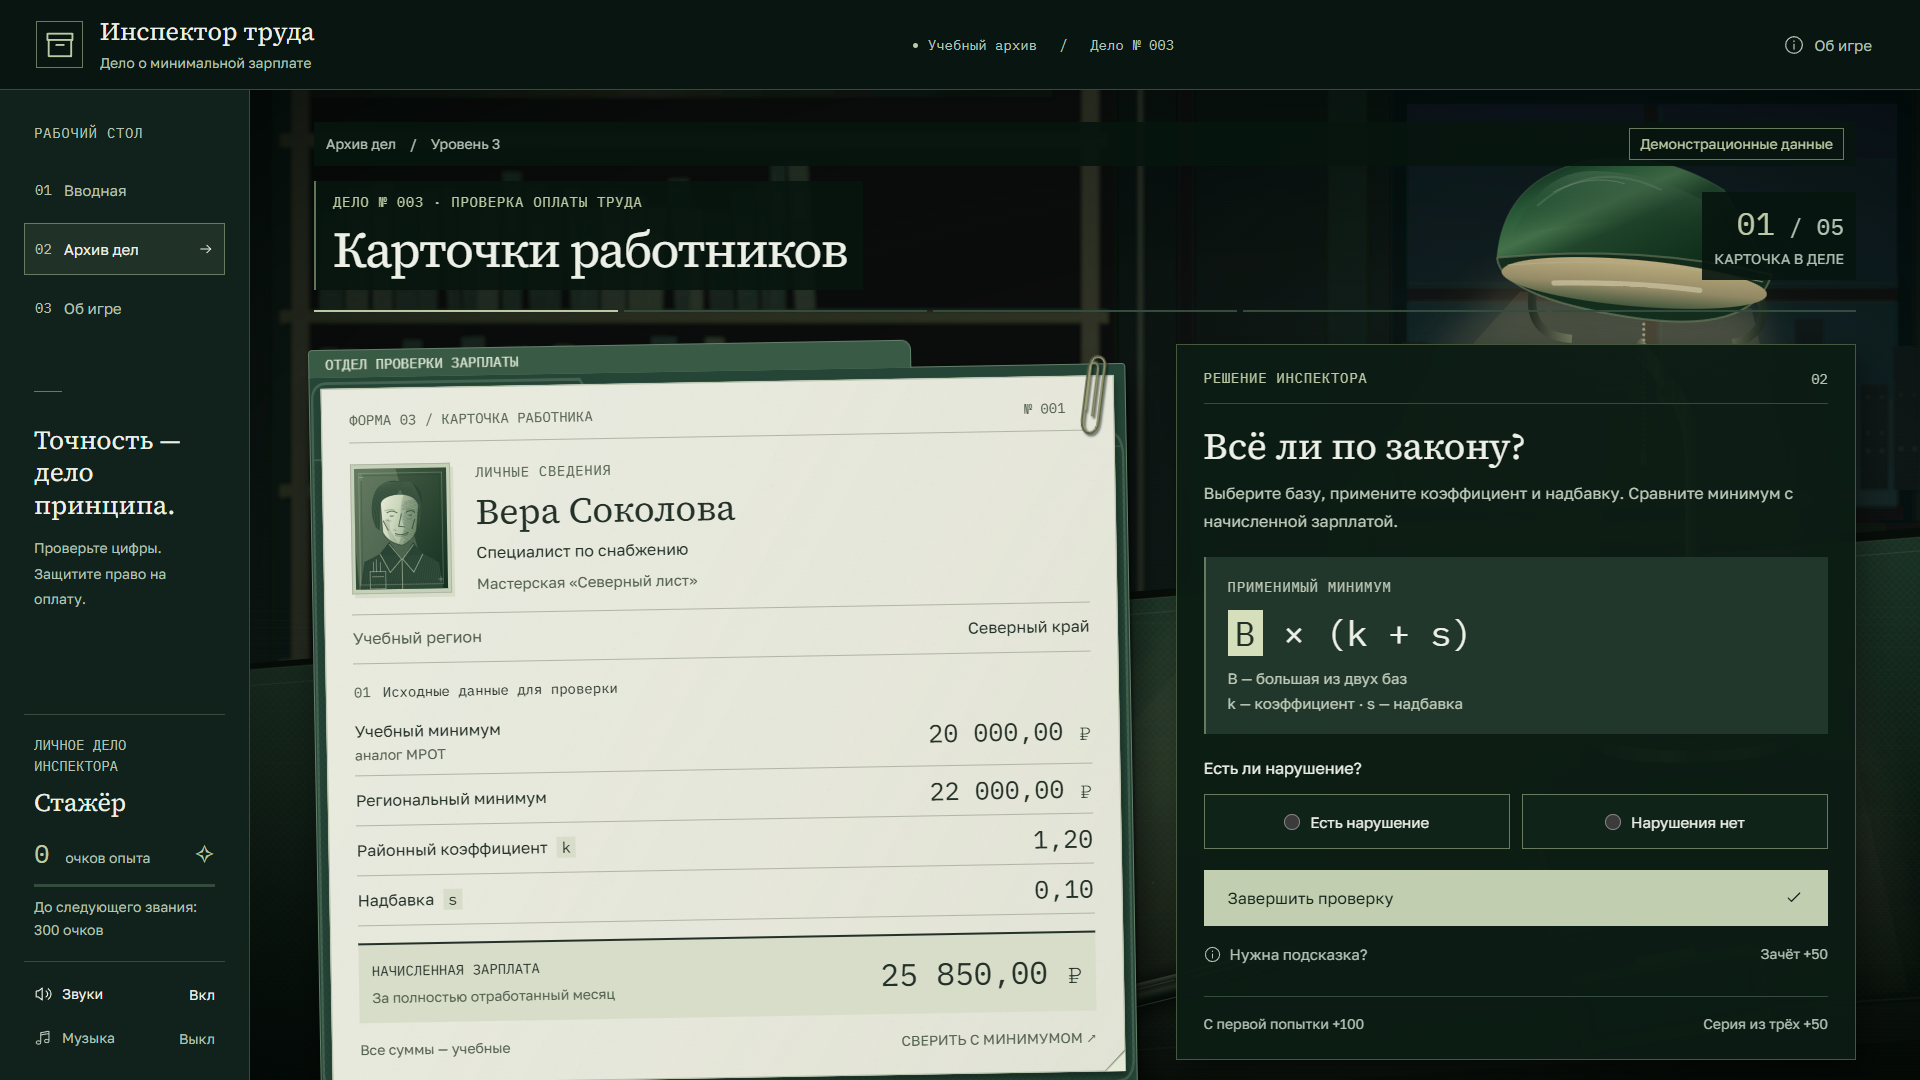 Инспектор труда
Дело о минимальной зарплате
• Учебный архив / Дело № 003
Об игре
РАБОЧИЙ СТОЛ
01 Вводная
02 Архив дел →
03 Об игре
Точность —
дело
принципа.
Проверьте цифры.
Защитите право на
оплату.
ЛИЧНОЕ ДЕЛО
ИНСПЕКТОРА
Стажёр
0 очков опыта
До следующего звания:
300 очков
Звуки Вкл
Музыка Выкл
Архив дел / Уровень 3
Демонстрационные данные
ДЕЛО № 003 · ПРОВЕРКА ОПЛАТЫ ТРУДА
Карточки работников
01 / 05
КАРТОЧКА В ДЕЛЕ
ОТДЕЛ ПРОВЕРКИ ЗАРПЛАТЫ
ФОРМА 03 / КАРТОЧКА РАБОТНИКА
№ 001
ЛИЧНЫЕ СВЕДЕНИЯ
Вера Соколова
Специалист по снабжению
Мастерская «Северный лист»
Учебный регион Северный край
01 Исходные данные для проверки
Учебный минимум 20 000,00 ₽
аналог МРОТ
Региональный минимум 22 000,00 ₽
Районный коэффициент k 1,20
Надбавка s 0,10
НАЧИСЛЕННАЯ ЗАРПЛАТА 25 850,00 ₽
За полностью отработанный месяц
Все суммы — учебные
СВЕРИТЬ С МИНИМУМОМ ↗
РЕШЕНИЕ ИНСПЕКТОРА 02
Всё ли по закону?
Выберите базу, примените коэффициент и надбавку. Сравните минимум с
начисленной зарплатой.
ПРИМЕНИМЫЙ МИНИМУМ
B × (k + s)
B — большая из двух баз
k — коэффициент · s — надбавка
Есть ли нарушение?
Есть нарушение
Нарушения нет
Завершить проверку
Нужна подсказка? Зачёт +50
С первой попытки +100 Серия из трёх +50